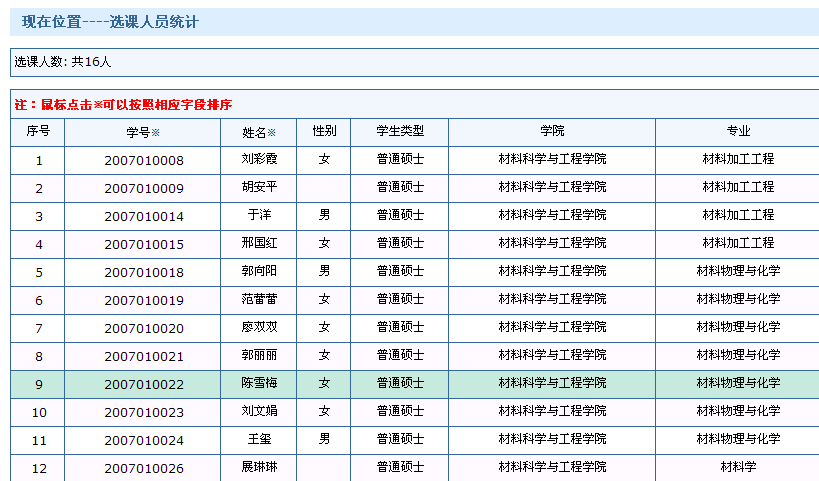 现在位置----选课人员统计
选课人数: 共16人
注：鼠标点击※可以按照相应字段排序
序号 学号※ 姓名※ 性别 学生类型 学院 专业
1 2007010008 刘彩霞 女 普通硕士 材料科学与工程学院 材料加工工程
2 2007010009 胡安平 普通硕士 材料科学与工程学院 材料加工工程
3 2007010014 于洋 男 普通硕士 材料科学与工程学院 材料加工工程
4 2007010015 邢国红 女 普通硕士 材料科学与工程学院 材料加工工程
5 2007010018 郭向阳 男 普通硕士 材料科学与工程学院 材料物理与化学
6 2007010019 范蕾蕾 女 普通硕士 材料科学与工程学院 材料物理与化学
7 2007010020 廖双双 女 普通硕士 材料科学与工程学院 材料物理与化学
8 2007010021 郭丽丽 女 普通硕士 材料科学与工程学院 材料物理与化学
9 2007010022 陈雪梅 女 普通硕士 材料科学与工程学院 材料物理与化学
10 2007010023 刘文娟 女 普通硕士 材料科学与工程学院 材料物理与化学
11 2007010024 王玺 男 普通硕士 材料科学与工程学院 材料物理与化学
12 2007010026 展琳琳 普通硕士 材料科学与工程学院 材料学